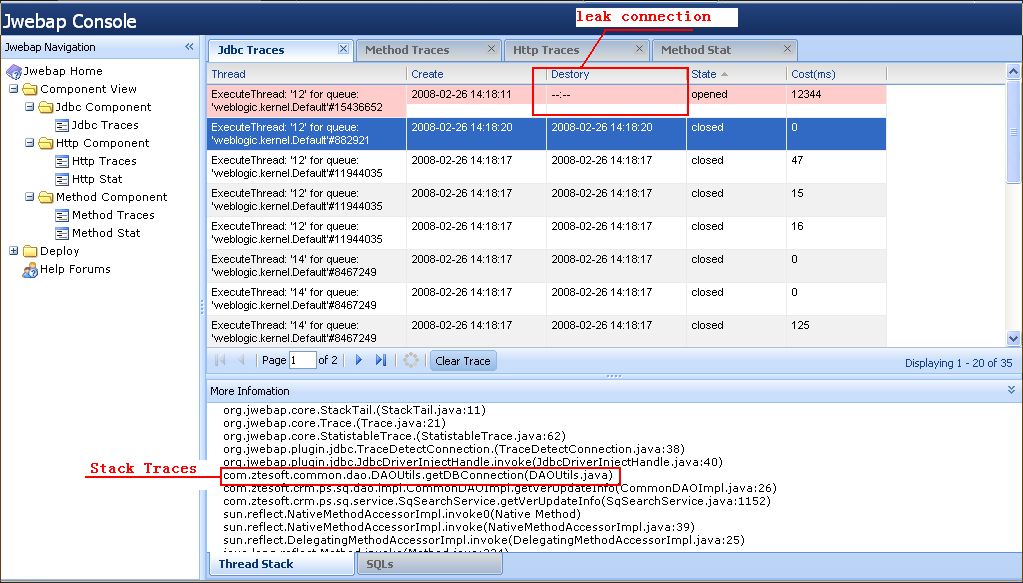 leak connection
Jwebap Console
Jwebap Navigation
Jwebap Home
Component View
Jdbc Component
Jdbc Traces
Http Component
Http Traces
Http Stat
Method Component
Method Traces
Method Stat
Deploy
Help Forums
Jdbc Traces Method Traces Http Traces Method Stat
Thread Create Destory State Cost(ms)
ExecuteThread: '12' for queue: 2008-02-26 14:18:11 --:-- opened 12344
'weblogic.kernel.Default'#15436652
ExecuteThread: '12' for queue: 2008-02-26 14:18:20 2008-02-26 14:18:20 closed 0
'weblogic.kernel.Default'#882921
ExecuteThread: '12' for queue: 2008-02-26 14:18:17 2008-02-26 14:18:17 closed 47
'weblogic.kernel.Default'#11944035
ExecuteThread: '12' for queue: 2008-02-26 14:18:17 2008-02-26 14:18:17 closed 15
'weblogic.kernel.Default'#11944035
ExecuteThread: '12' for queue: 2008-02-26 14:18:17 2008-02-26 14:18:17 closed 16
'weblogic.kernel.Default'#11944035
ExecuteThread: '14' for queue: 2008-02-26 14:18:17 2008-02-26 14:18:17 closed 0
'weblogic.kernel.Default'#8467249
ExecuteThread: '14' for queue: 2008-02-26 14:18:17 2008-02-26 14:18:17 closed 0
'weblogic.kernel.Default'#8467249
ExecuteThread: '14' for queue: 2008-02-26 14:18:17 2008-02-26 14:18:17 closed 125
'weblogic.kernel.Default'#8467249
Page 1 of 2 Clear Trace Displaying 1 - 20 of 35
More Infomation
org.jwebap.core.StackTail.(StackTail.java:11)
org.jwebap.core.Trace.(Trace.java:21)
org.jwebap.core.StatistableTrace.(StatistableTrace.java:62)
org.jwebap.plugin.jdbc.TraceDetectConnection.(TraceDetectConnection.java:38)
org.jwebap.plugin.jdbc.JdbcDriverInjectHandle.invoke(JdbcDriverInjectHandle.java:40)
Stack Traces
com.ztesoft.common.dao.DAOUtils.getDBConnection(DAOUtils.java)
com.ztesoft.crm.ps.sq.dao.impl.CommonDAOImpl.getVerUpdateInfo(CommonDAOImpl.java:26)
com.ztesoft.crm.ps.sq.service.SqSearchService.getVerUpdateInfo(SqSearchService.java:1152)
sun.reflect.NativeMethodAccessorImpl.invoke0(Native Method)
sun.reflect.NativeMethodAccessorImpl.invoke(NativeMethodAccessorImpl.java:39)
sun.reflect.DelegatingMethodAccessorImpl.invoke(DelegatingMethodAccessorImpl.java:25)
Thread Stack SQLs